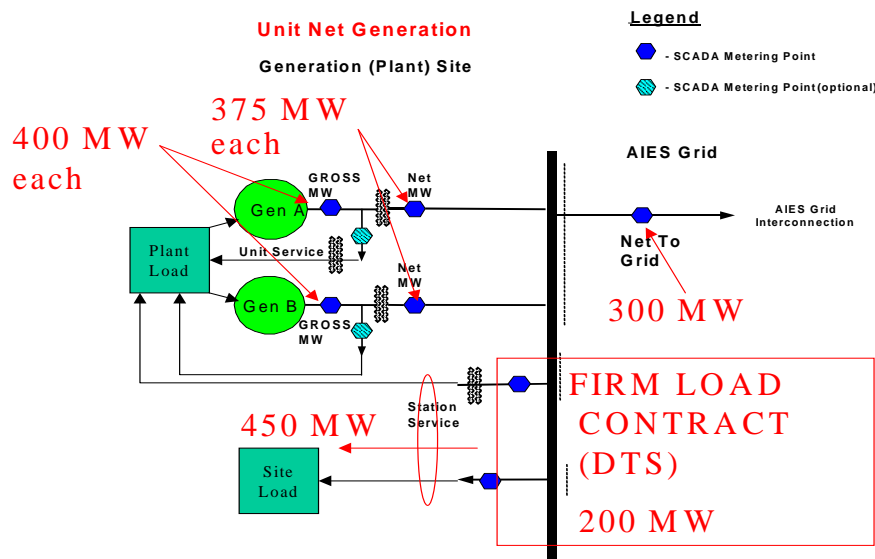 Unit Net Generation
Generation (Plant) Site
Legend
- SCADA Metering Point
- SCADA Metering Point(optional)
400 MW
each
375 MW
each
GROSS
MW
Net
MW
AIES Grid
Gen A
AIES Grid
Interconnection
Net To
Grid
Plant
Load
Unit Service
Net
MW
Gen B
GROSS
MW
300 MW
Station
Service
450 MW
Site
Load
FIRM LOAD
CONTRACT
(DTS)
200 MW